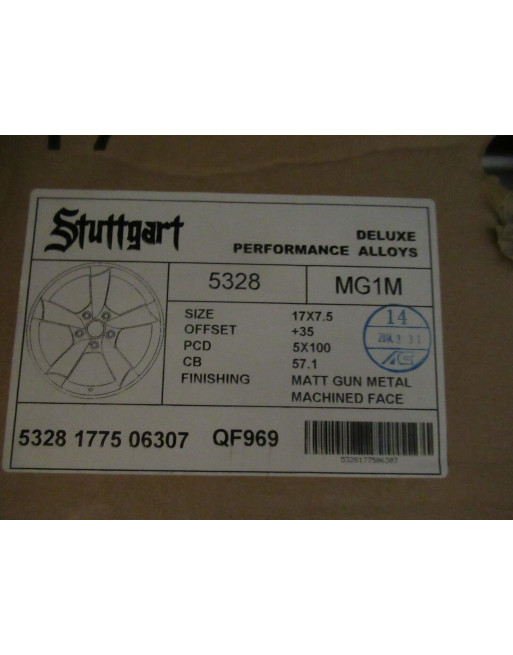 Stuttgart
DELUXE
PERFORMANCE ALLOYS
5328 MG1M
SIZE 17X7.5
OFFSET +35
PCD 5X100
CB 57.1
FINISHING MATT GUN METAL
MACHINED FACE
14
5328 1775 06307 QF969
5328177506307